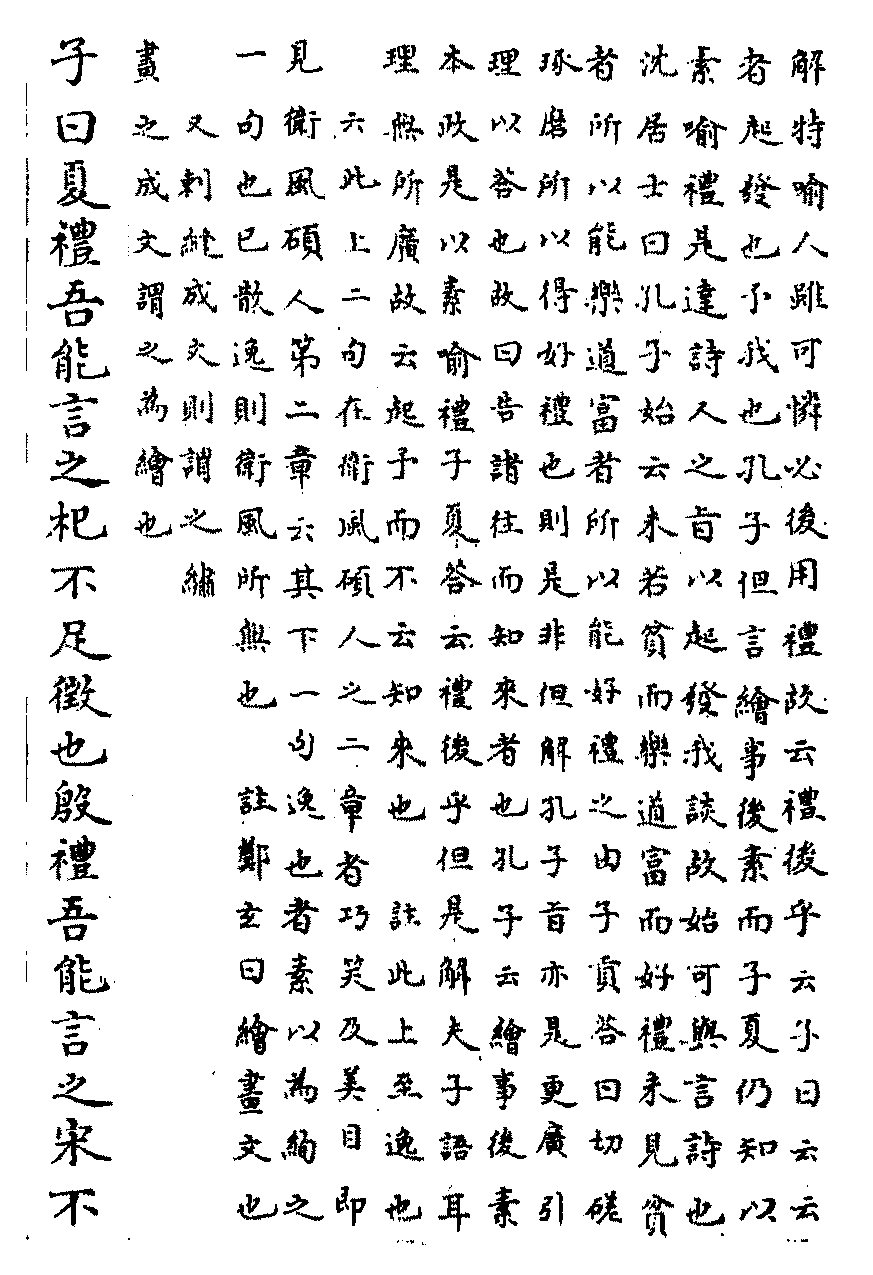 解特喻人雖可憐必後用禮故云禮後乎云子曰云云
者起發也予我也孔子但言繪事後素而子夏仍知以
素喻禮是達詩人之旨以起發我談故始可與言詩也
沈居士曰孔子始云未若貧而樂道富而好禮未見貧
者所以能樂道富者所以能好禮之由子貢荅曰切磋
琢磨所以得好禮也則是非但解孔子旨亦是更廣引
理以荅也故曰告諸往而知來者也孔子云繪事後素
本政是以素喻禮子夏荅云禮後乎但是解夫子語耳
理無所廣故云起予而不云知來也 註此上至逸也
六此上二句在衛風碩人之二章者巧笑及美目即
見衛風碩人第二章云其下一句逸也者素以為絢之
一句也已散逸則衛風所無也 註鄭玄曰繪畫文也
又刺縫成文則謂之繡
畫之成文謂之為繪也
子曰夏禮吾能言之杞不足徵也殷禮吾能言之宋不